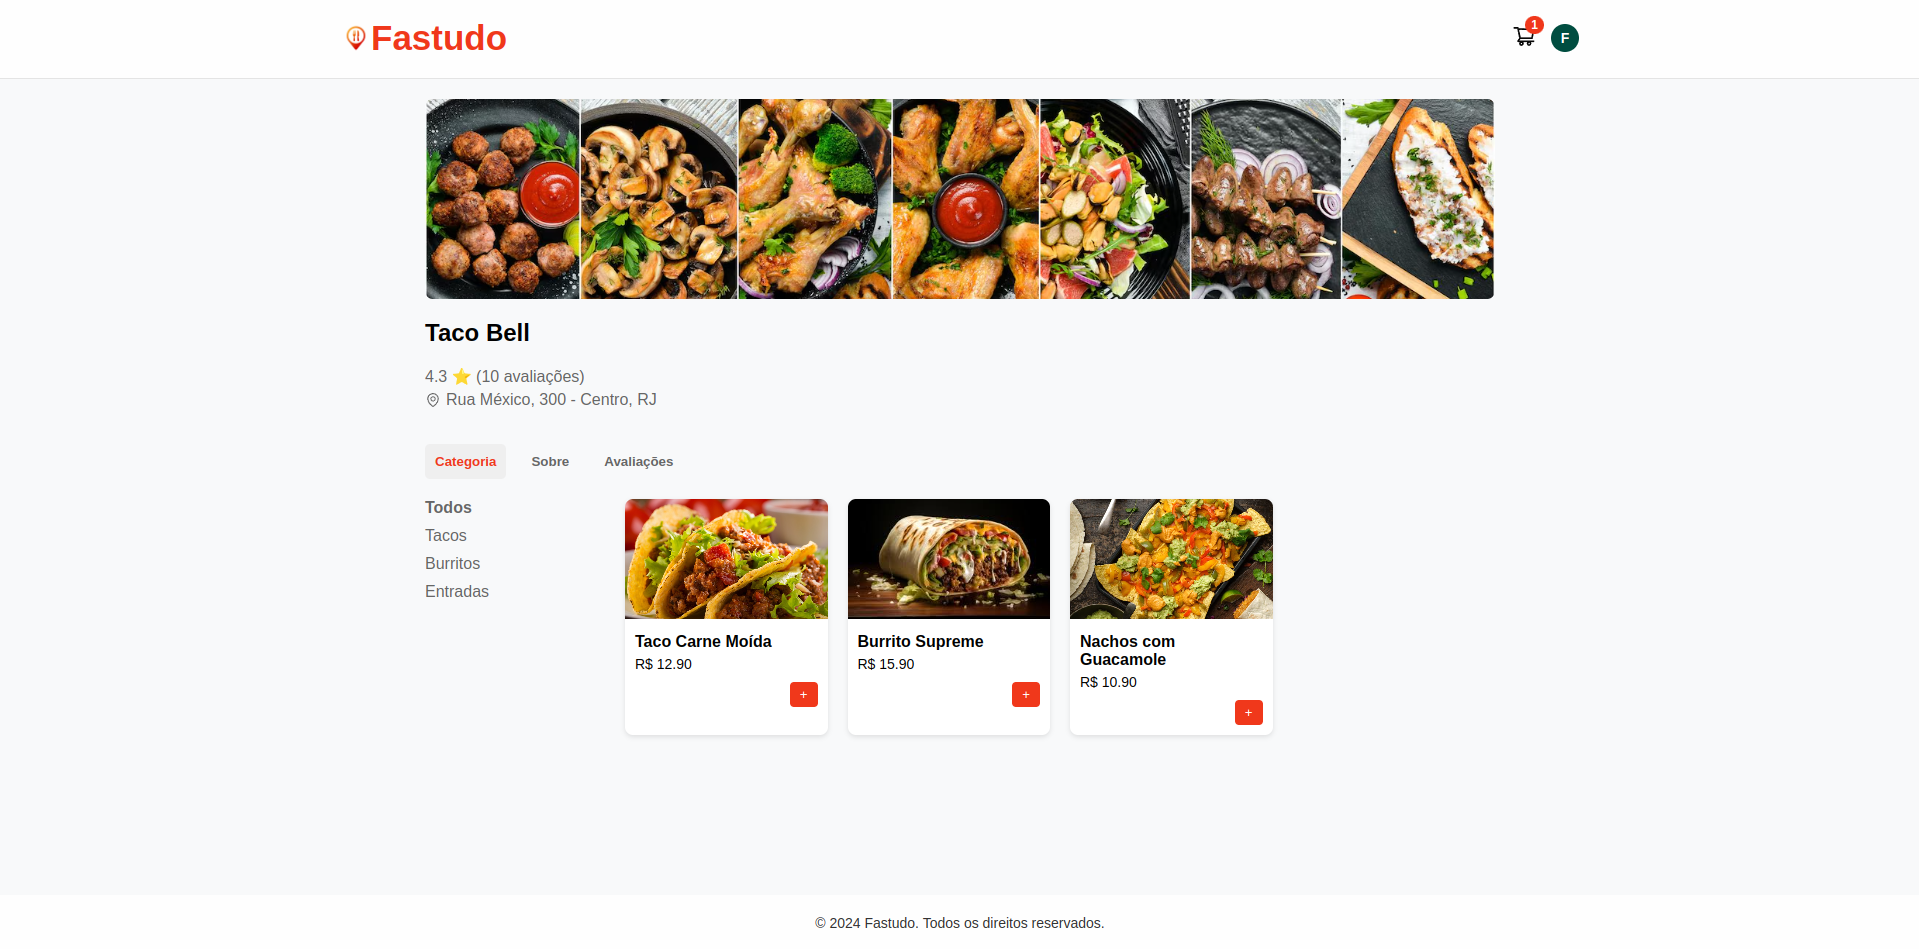 Fastudo
1
F
Taco Bell
4.3 ⭐ (10 avaliações)
Rua México, 300 - Centro, RJ
Categoria Sobre Avaliações
Todos
Tacos
Burritos
Entradas
Taco Carne Moída
R$ 12.90
+
Burrito Supreme
R$ 15.90
+
Nachos com
Guacamole
R$ 10.90
+
© 2024 Fastudo. Todos os direitos reservados.